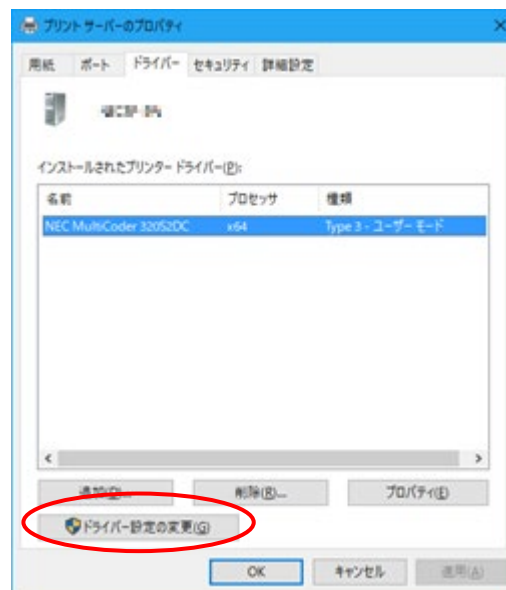 プリント サーバーのプロパティ
用紙 ポート ドライバー セキュリティ 詳細設定
インストールされたプリンター ドライバー(P):
名前 プロセッサ 種類
NEC MultiCoder 32052DC x64 Type 3 - ユーザー モード
追加(D)... 削除(R)... プロパティ(E)
ドライバー設定の変更(G)
OK キャンセル 適用(A)